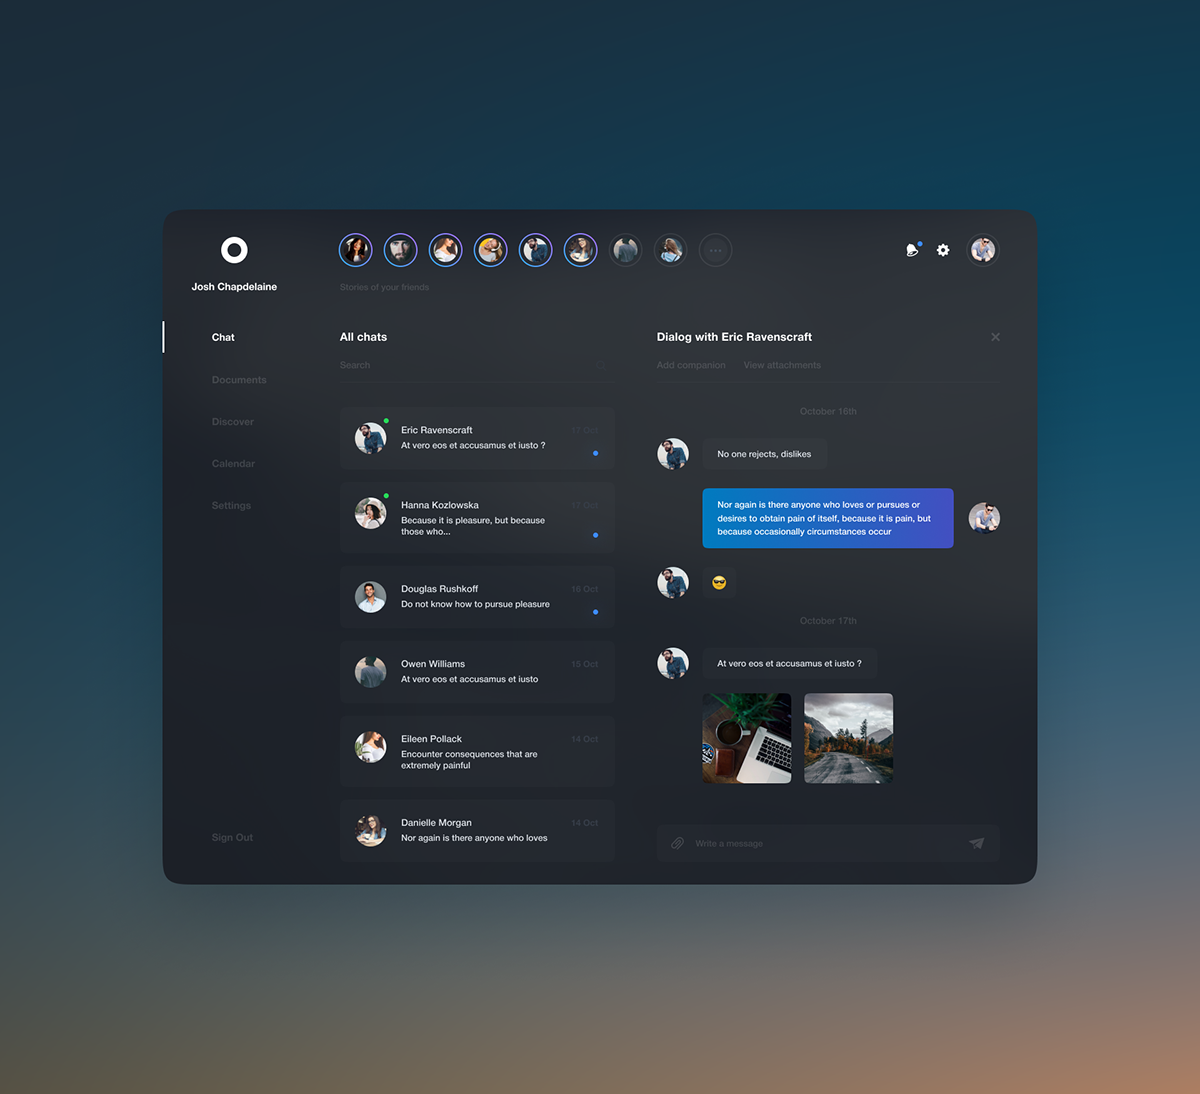 Josh Chapdelaine
Stories of your friends
Chat
Documents
Discover
Calendar
Settings
Sign Out
All chats
Search
Eric Ravenscraft
17 Oct
At vero eos et accusamus et iusto ?
Hanna Kozlowska
17 Oct
Because it is pleasure, but because
those who...
Douglas Rushkoff
16 Oct
Do not know how to pursue pleasure
Owen Williams
15 Oct
At vero eos et accusamus et iusto
Eileen Pollack
14 Oct
Encounter consequences that are
extremely painful
Danielle Morgan
14 Oct
Nor again is there anyone who loves
Dialog with Eric Ravenscraft
Add companion
View attachments
October 16th
No one rejects, dislikes
Nor again is there anyone who loves or pursues or
desires to obtain pain of itself, because it is pain, but
because occasionally circumstances occur
October 17th
At vero eos et accusamus et iusto ?
Write a message